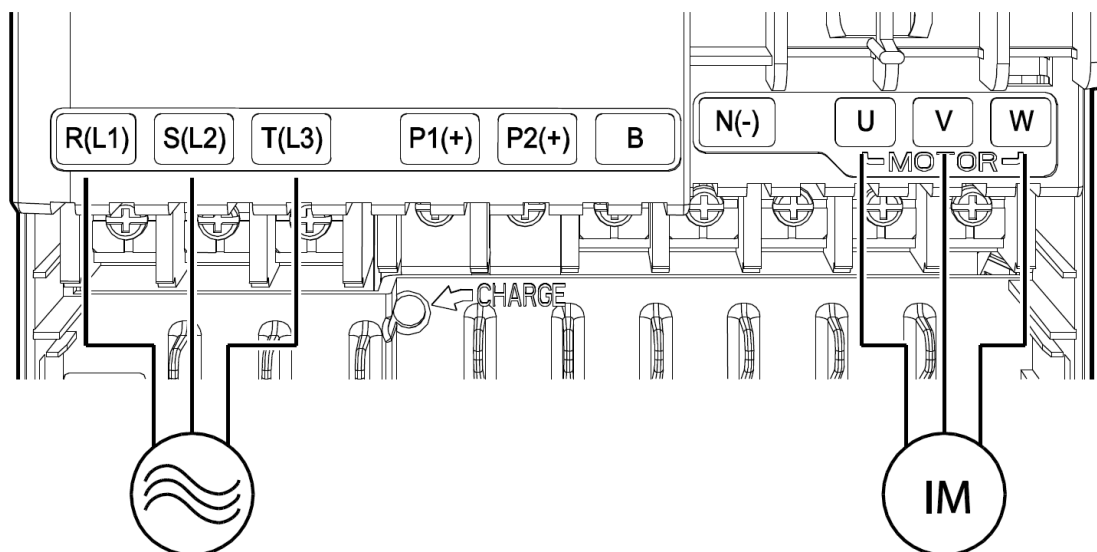 R(L1) S(L2) T(L3) P1(+) P2(+) B N(-) U V W
MOTOR
CHARGE
IM